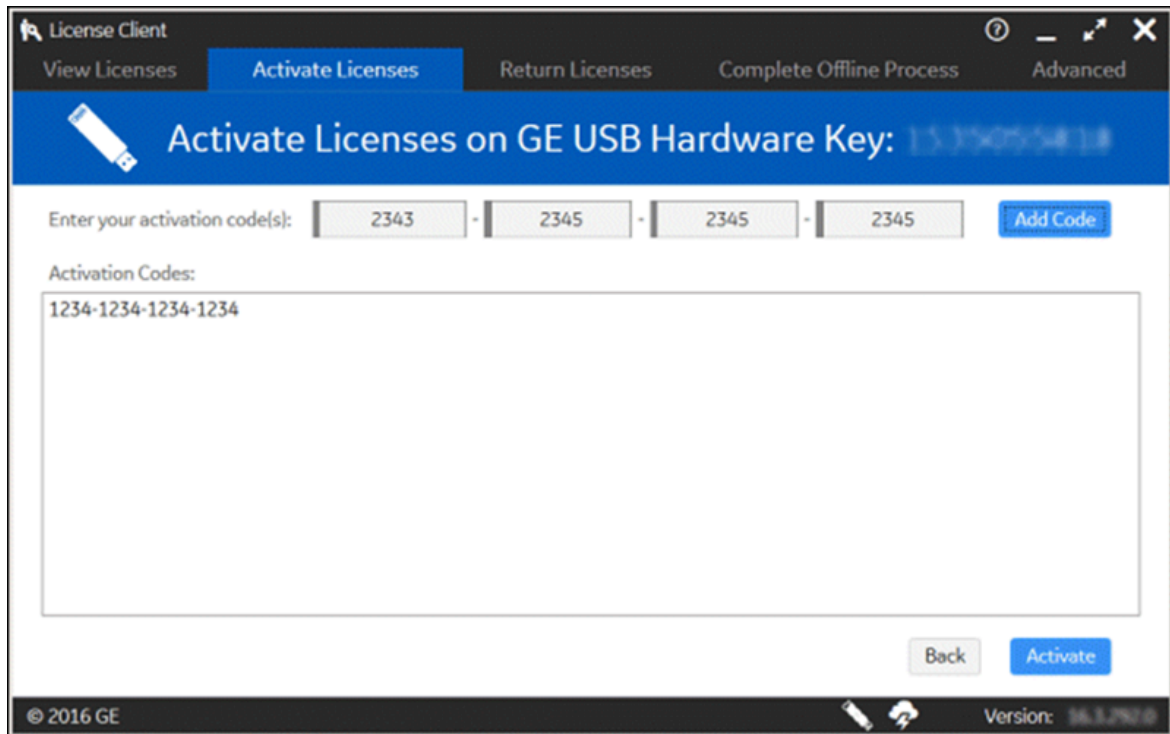 License Client
View Licenses Activate Licenses Return Licenses Complete Offline Process Advanced
Activate Licenses on GE USB Hardware Key:
Enter your activation code(s): 2343 - 2345 - 2345 - 2345 Add Code
Activation Codes:
1234-1234-1234-1234
Back Activate
© 2016 GE Version: